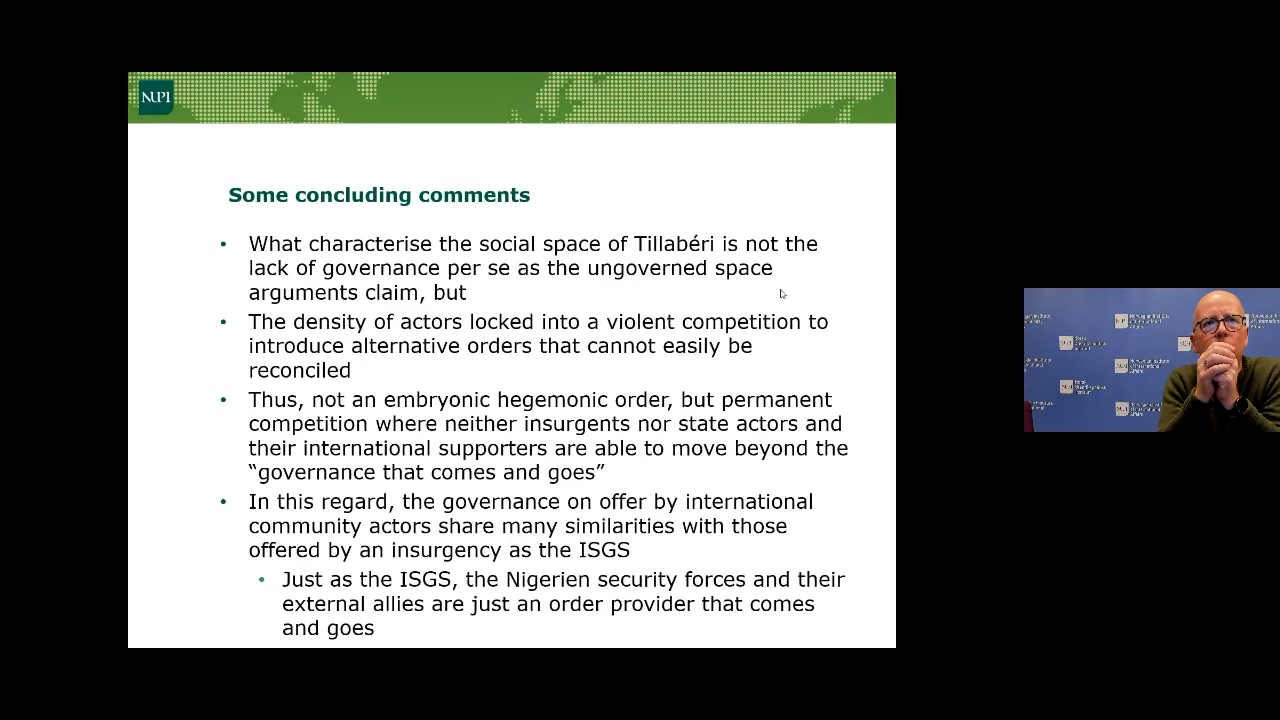 NUPI
Some concluding comments
• What characterise the social space of Tillabéri is not the
lack of governance per se as the ungoverned space
arguments claim, but
• The density of actors locked into a violent competition to
introduce alternative orders that cannot easily be
reconciled
• Thus, not an embryonic hegemonic order, but permanent
competition where neither insurgents nor state actors and
their international supporters are able to move beyond the
“governance that comes and goes”
• In this regard, the governance on offer by international
community actors share many similarities with those
offered by an insurgency as the ISGS
• Just as the ISGS, the Nigerien security forces and their
external allies are just an order provider that comes
and goes
Norwegian Institute
of International
Affairs